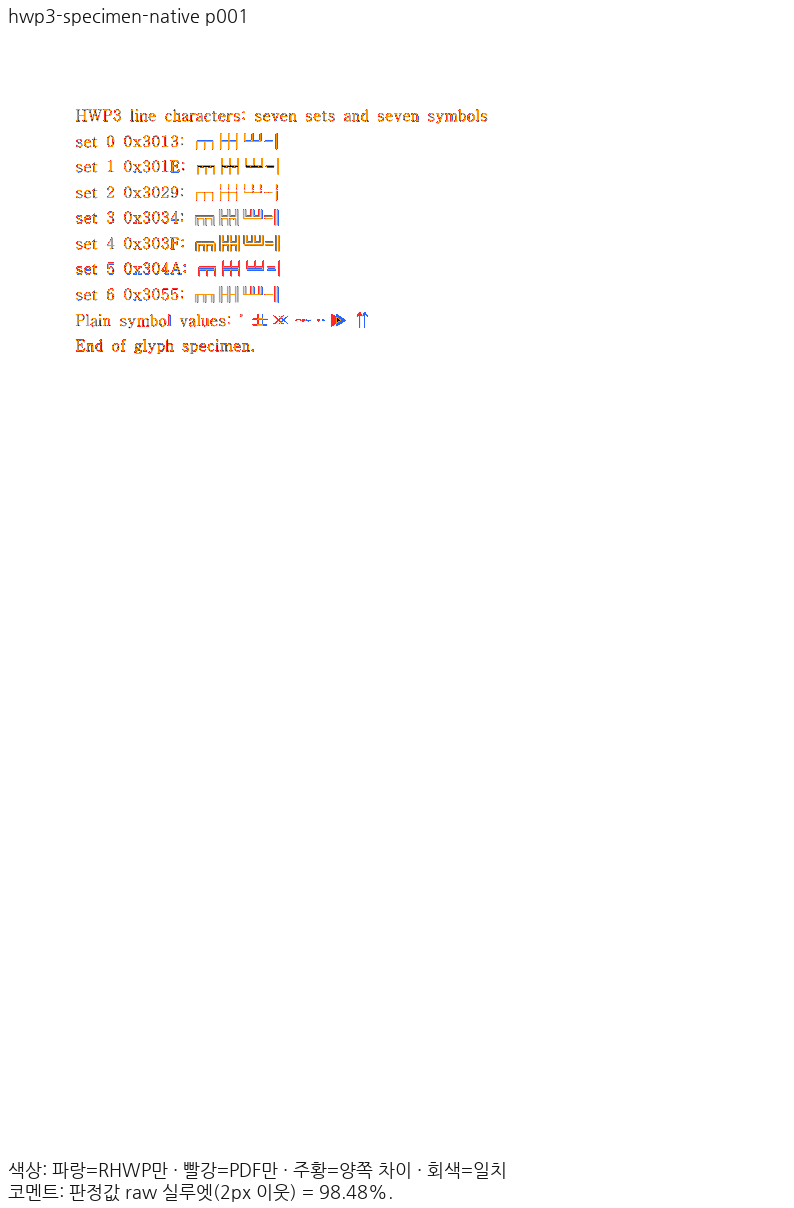 hwp3-specimen-native p001
HWP3 line characters: seven sets and seven symbols
set 0 0x3013: ┌┬┐├┼┤└┴┘─│
set 1 0x301E: ┏┳┓┣╋┫┗┻┛━┃
set 2 0x3029: ┌┬┐├┼┤└┴┘
set 3 0x3034: ╔╦╗╠╬╣╚╩╝═║
set 4 0x303F: ╔╦╗╠╬╣╚╩╝═║
set 5 0x304A: ╒╤╕╞╪╡╘╧╛═│
set 6 0x3055: ╓╥╖╟╫╢╙╨╜─║
Plain symbol values: ± × ⇈
End of glyph specimen.
색상: 파랑=RHWP만 · 빨강=PDF만 · 주황=양쪽 차이 · 회색=일치
코멘트: 판정값 raw 실루엣(2px 이웃) = 98.48%.